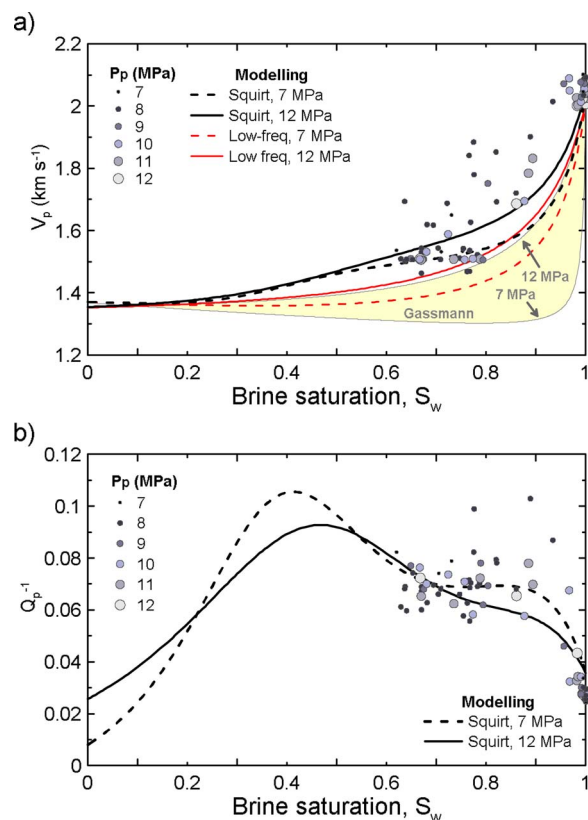 a)
2.2
2.0
1.8
1.6
1.4
1.2
Vp (km s-1)
Pp (MPa)
7
8
9
10
11
12
Modelling
Squirt, 7 MPa
Squirt, 12 MPa
Low-freq, 7 MPa
Low freq, 12 MPa
12 MPa
7 MPa
Gassmann
0 0.2 0.4 0.6 0.8 1
Brine saturation, Sw
b)
0.12
0.1
0.08
0.06
0.04
0.02
0
Qp-1
Pp (MPa)
7
8
9
10
11
12
Modelling
Squirt, 7 MPa
Squirt, 12 MPa
0 0.2 0.4 0.6 0.8 1
Brine saturation, Sw